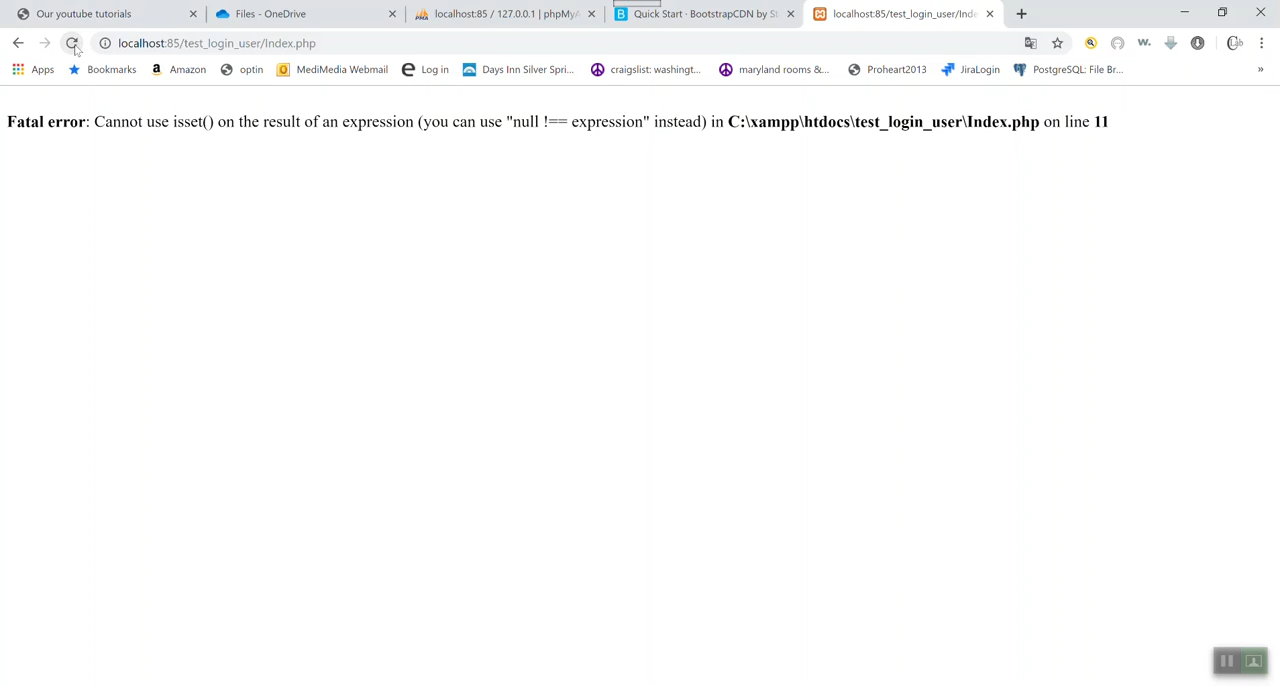 Our youtube tutorials
Files - OneDrive
localhost:85 / 127.0.0.1 | phpMyA
Quick Start · BootstrapCDN by St
localhost:85/test_login_user/Inde
localhost:85/test_login_user/Index.php
Apps
Bookmarks
Amazon
optin
MediMedia Webmail
Log in
Days Inn Silver Spri...
craigslist: washingt...
maryland rooms &...
Proheart2013
JiraLogin
PostgreSQL: File Br...
»
Fatal error: Cannot use isset() on the result of an expression (you can use "null !== expression" instead) in C:\xampp\htdocs\test_login_user\Index.php on line 11